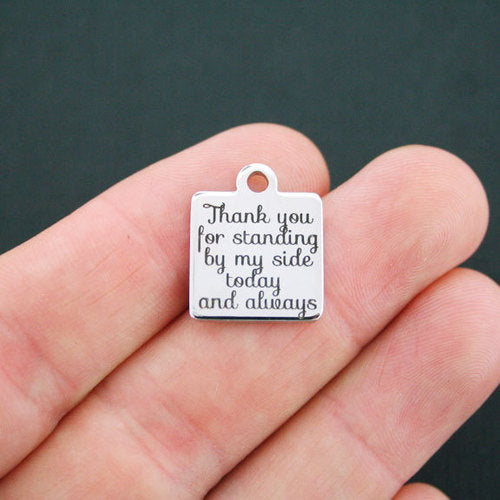 Thank you
for standing
by my side
today
and always